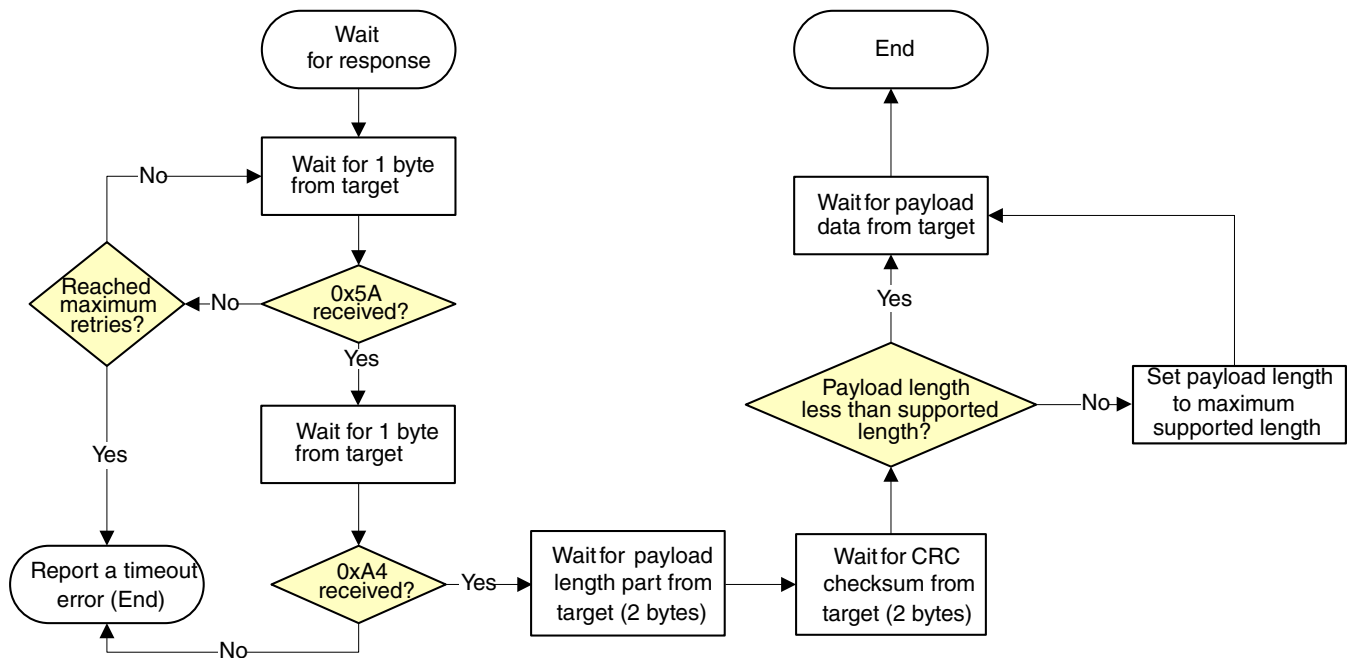 Wait
for response
Wait for 1 byte
from target
No
Reached
maximum
retries?
No
0x5A
received?
Yes
Yes
Wait for 1 byte
from target
Report a timeout
error (End)
No
0xA4
received?
Yes
Wait for payload
length part from
target (2 bytes)
Wait for CRC
checksum from
target (2 bytes)
Payload length
less than supported
length?
No
Set payload length
to maximum
supported length
Yes
Wait for payload
data from target
End